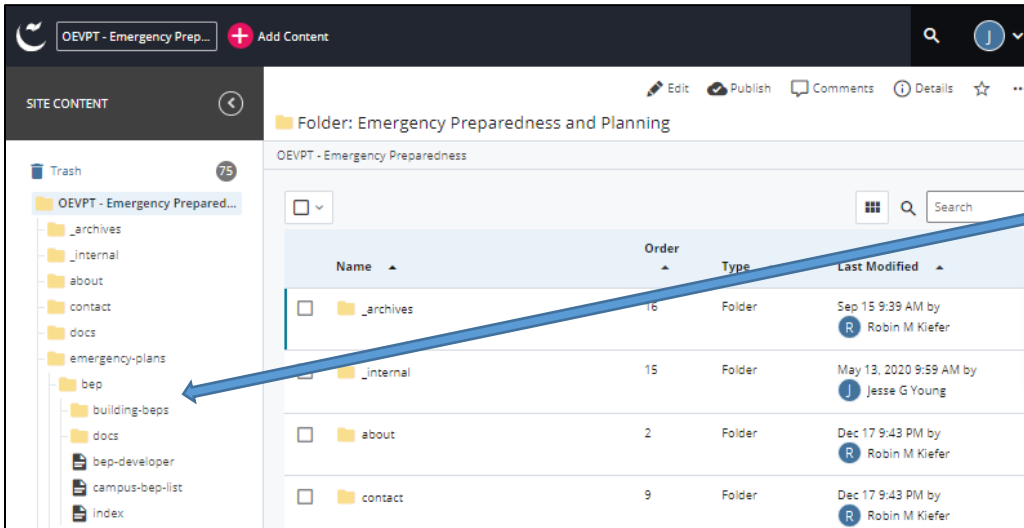 OEVPT - Emergency Prep... Add Content J
SITE CONTENT
Edit Publish Comments Details
Folder: Emergency Preparedness and Planning
OEVPT - Emergency Preparedness
Trash 75
OEVPT - Emergency Prepared...
_archives
_internal
about
contact
docs
emergency-plans
bep
building-beps
docs
bep-developer
campus-bep-list
index
Search
Name Order Type Last Modified
_archives 16 Folder Sep 15 9:39 AM by
R Robin M Kiefer
_internal 15 Folder May 13, 2020 9:59 AM by
J Jesse G Young
about 2 Folder Dec 17 9:43 PM by
R Robin M Kiefer
contact 9 Folder Dec 17 9:43 PM by
R Robin M Kiefer